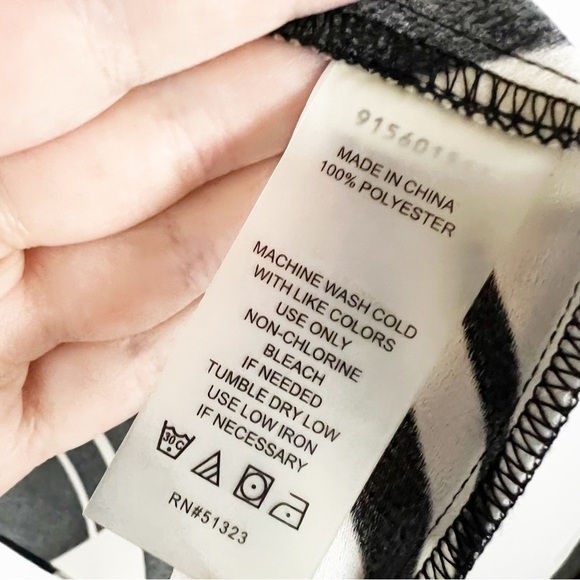 MADE IN CHINA
100% POLYESTER
MACHINE WASH COLD
WITH LIKE COLORS
USE ONLY
NON-CHLORINE
BLEACH
IF NEEDED
TUMBLE DRY LOW
USE LOW IRON
IF NECESSARY
30C
RN#51323